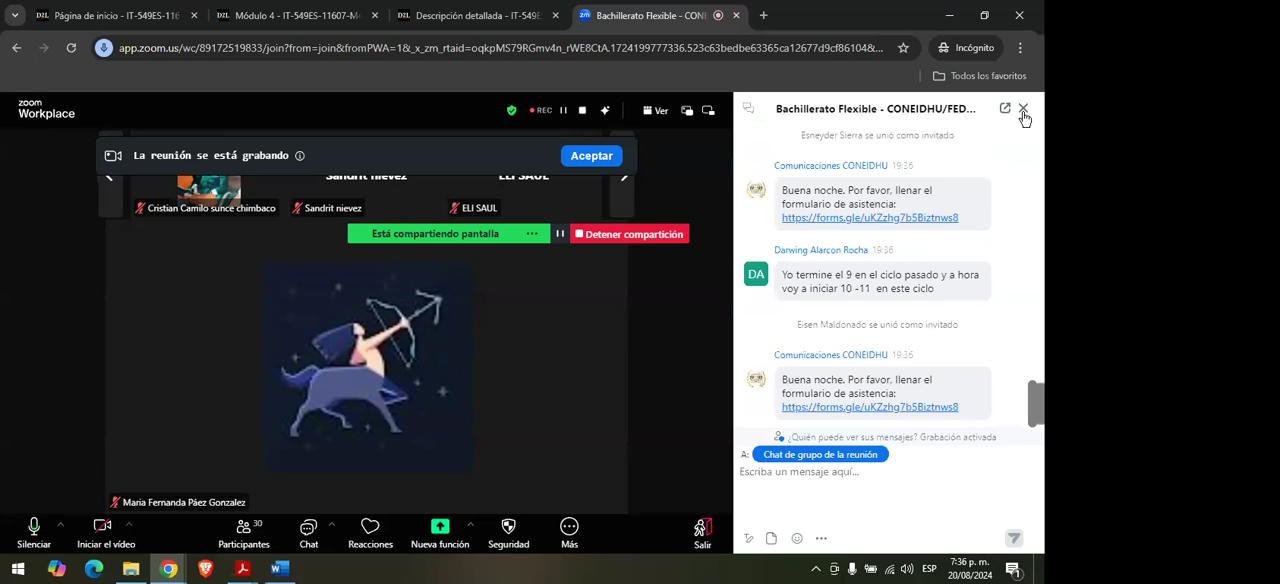 Página de inicio - IT-549ES-116
Módulo 4 - IT-549ES-11607-M
Descripción detallada - IT-549ES
Bachillerato Flexible - CON
app.zoom.us/wc/89172519833/join?from=join&fromPWA=1&_x_zm_rtaid=oqkpMS79RGmv4n_rWE8CtA.1724199777336.523c63bedbe63365ca12677d9cf86104&...
Incógnito
Todos los favoritos
zoom
Workplace
REC
Ver
La reunión se está grabando
Aceptar
Sandrit nievez
ELI SAUL
Cristian Camilo sunce chimbaco
Sandrit nievez
ELI SAUL
Está compartiendo pantalla
...
Detener compartición
Maria Fernanda Páez Gonzalez
Silenciar
Iniciar el vídeo
30
Participantes
Chat
Reacciones
Nueva función
Seguridad
Más
Salir
Bachillerato Flexible - CONEIDHU/FED...
Esneyder Sierra se unió como invitado
Comunicaciones CONEIDHU 19:36
Buena noche. Por favor, llenar el
formulario de asistencia:
https://forms.gle/uKZzhg7b5Biztnws8
Darwing Alarcon Rocha 19:36
DA
Yo termine el 9 en el ciclo pasado y a hora
voy a iniciar 10 -11 en este ciclo
Eisen Maldonado se unió como invitado
Comunicaciones CONEIDHU 19:36
Buena noche. Por favor, llenar el
formulario de asistencia:
https://forms.gle/uKZzhg7b5Biztnws8
¿Quién puede ver sus mensajes? Grabación activada
A: Chat de grupo de la reunión
Escriba un mensaje aquí...
ESP
7:36 p. m.
20/08/2024
1